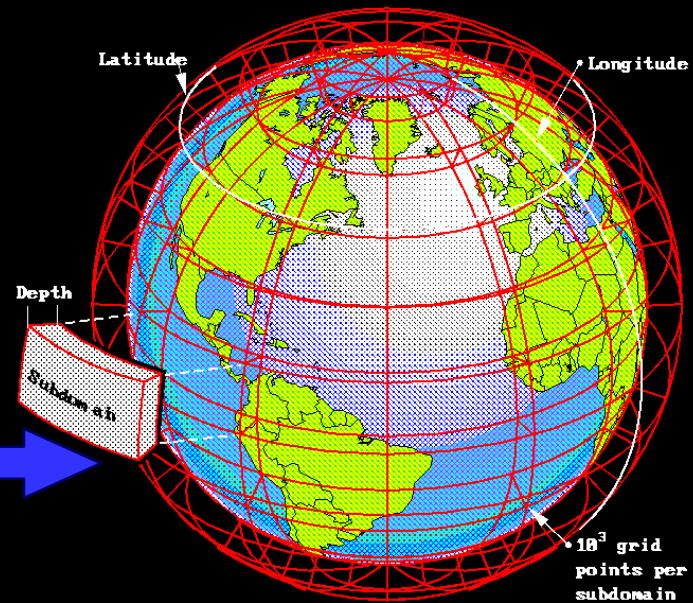 Latitude
Longitude
Depth
Subdomain
10³ grid
points per
subdomain